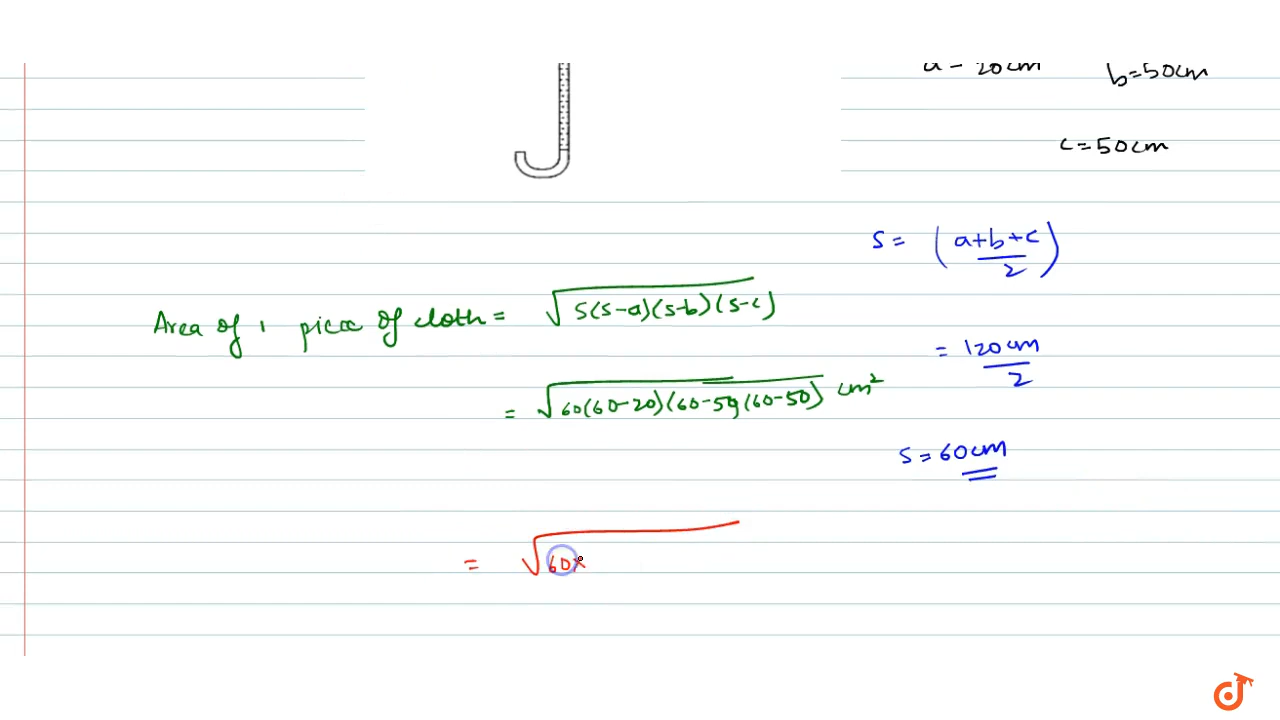 a = 20cm b=50cm
c=50cm
s= (a+b+c/2)
Area of 1 piece of cloth = √s(s-a)(s-b)(s-c)
= 120cm/2
= √60(60-20)(60-50)(60-50) cm²
s=60cm
= √60x